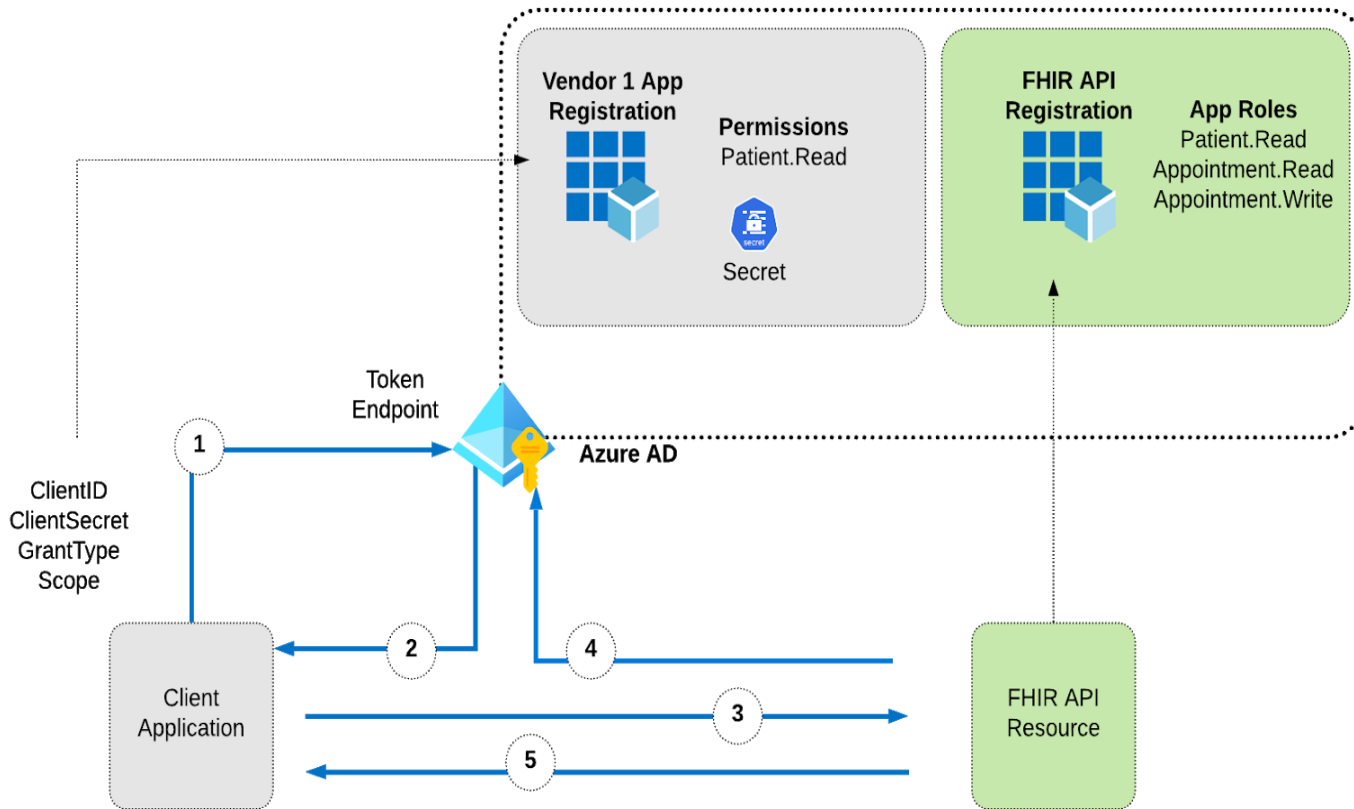 Vendor 1 App
Registration
Permissions
Patient.Read
secret
Secret
FHIR API
Registration
App Roles
Patient.Read
Appointment.Read
Appointment.Write
Token
Endpoint
Azure AD
1
ClientID
ClientSecret
GrantType
Scope
2
4
3
5
Client
Application
FHIR API
Resource